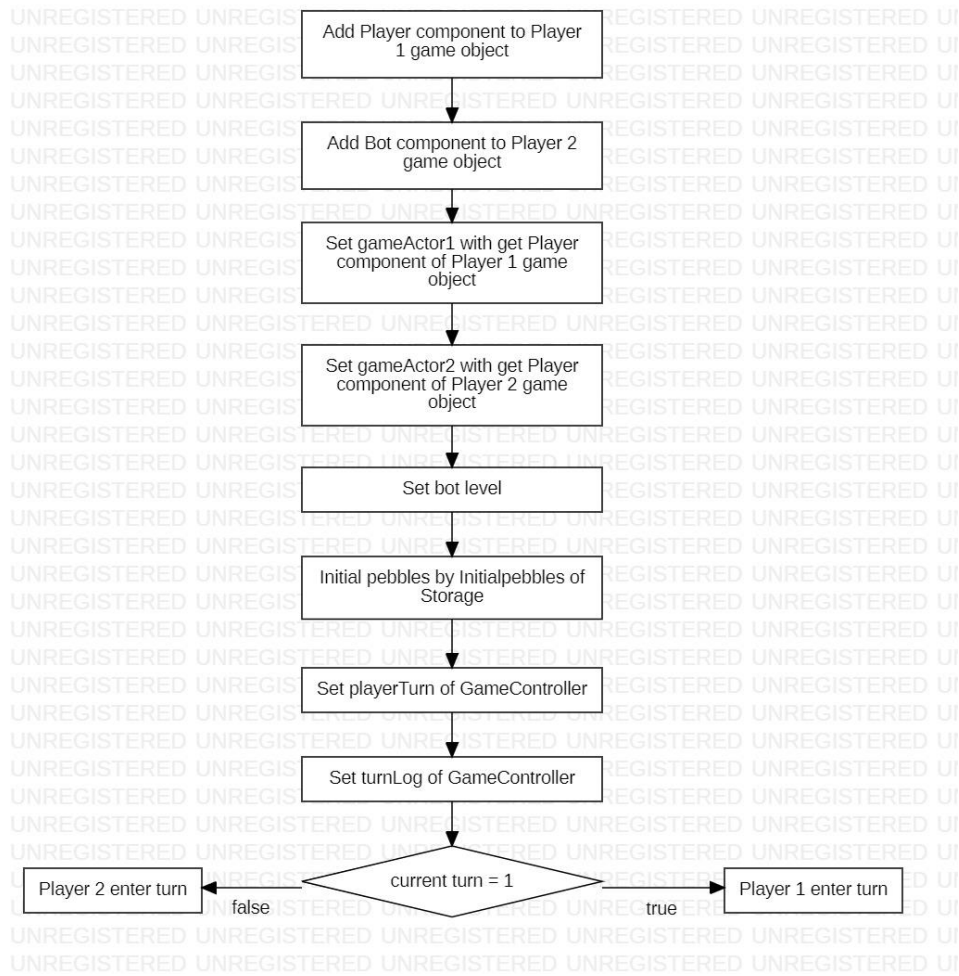 Add Player component to Player
1 game object
Add Bot component to Player 2
game object
Set gameActor1 with get Player
component of Player 1 game
object
Set gameActor2 with get Player
component of Player 2 game
object
Set bot level
Initial pebbles by Initialpebbles of
Storage
Set playerTurn of GameController
Set turnLog of GameController
current turn = 1
Player 2 enter turn
false
true
Player 1 enter turn
UNREGISTERED